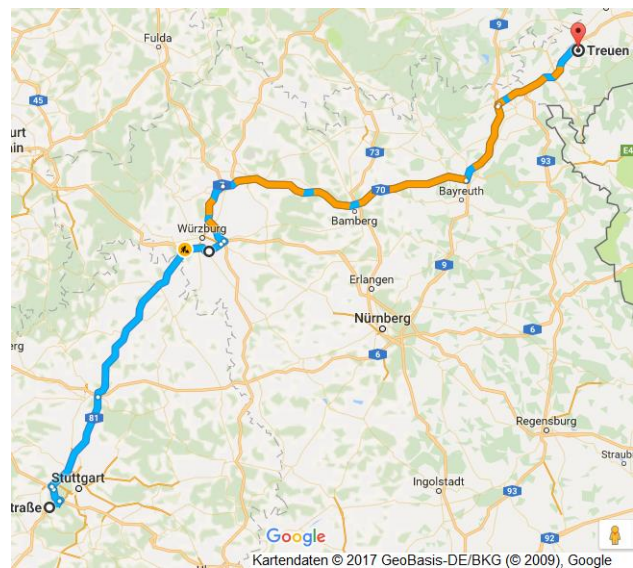 Fulda
9
Treuen
45
furt
ain
73
93
E4
70
Bayreuth
Bamberg
Würzburg
Erlangen
9
Nürnberg
6
6
erg
81
Regensburg
Stuttgart
Straub
Ingolstadt
93
traße
92
Google
Kartendaten © 2017 GeoBasis-DE/BKG (© 2009), Google